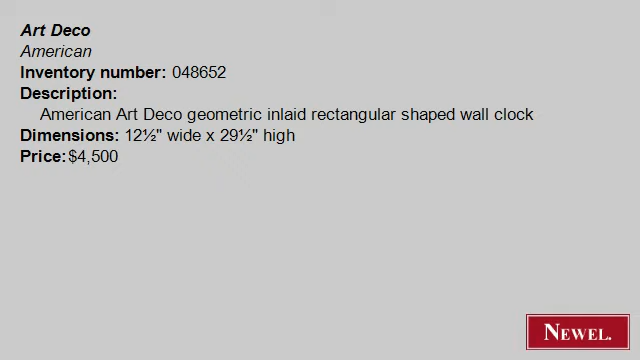 Art Deco
American
Inventory number: 048652
Description:
American Art Deco geometric inlaid rectangular shaped wall clock
Dimensions: 12½" wide x 29½" high
Price: $4,500
NEWEL.